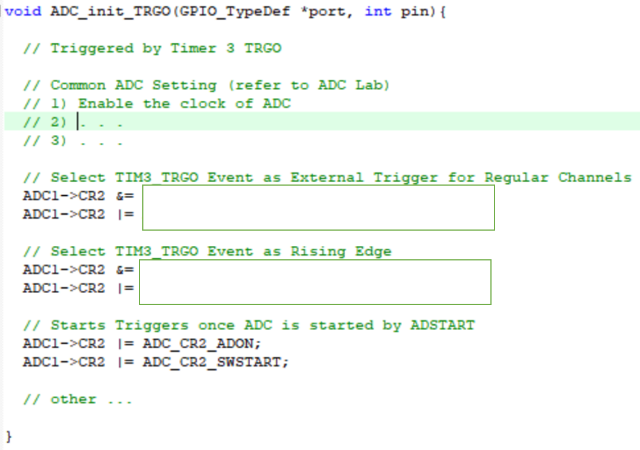 void ADC_init_TRGO(GPIO_TypeDef *port, int pin){
// Triggered by Timer 3 TRGO
// Common ADC Setting (refer to ADC Lab)
// 1) Enable the clock of ADC
// 2) . . .
// 3) . . .
// Select TIM3_TRGO Event as External Trigger for Regular Channels
ADC1->CR2 &=
ADC1->CR2 |=
// Select TIM3_TRGO Event as Rising Edge
ADC1->CR2 &=
ADC1->CR2 |=
// Starts Triggers once ADC is started by ADSTART
ADC1->CR2 |= ADC_CR2_ADON;
ADC1->CR2 |= ADC_CR2_SWSTART;
// other ...
}